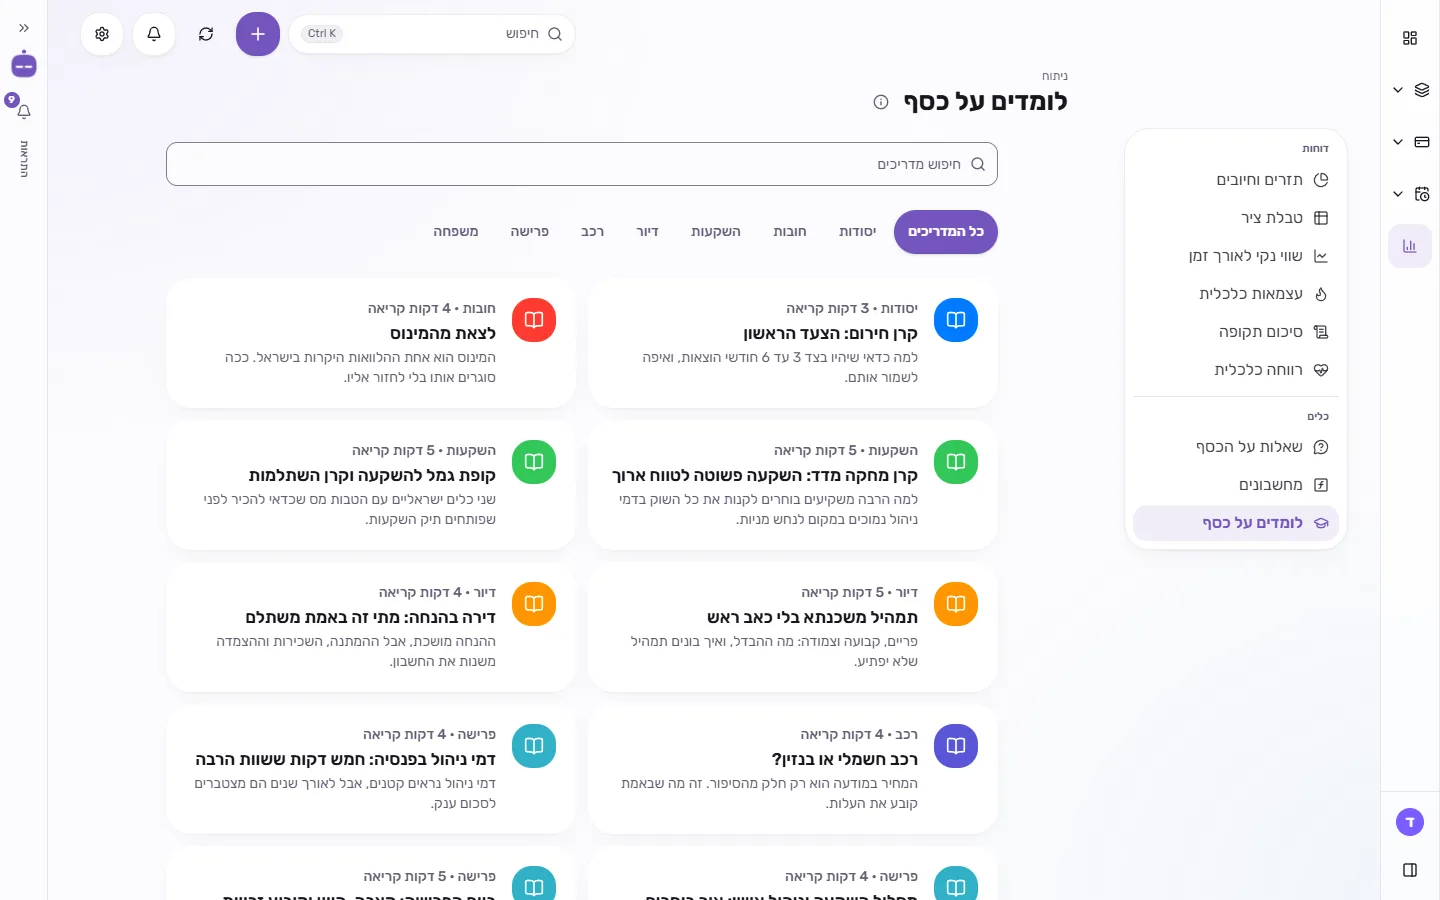 חיפוש
Ctrl K
9
התראות
ניתוח
לומדים על כסף
דוחות
תזרים וחיובים
טבלת ציר
שווי נקי לאורך זמן
עצמאות כלכלית
סיכום תקופה
רווחה כלכלית
כלים
שאלות על הכסף
מחשבונים
לומדים על כסף
חיפוש מדריכים
כל המדריכים
יסודות
חובות
השקעות
דיור
רכב
פרישה
משפחה
יסודות • 3 דקות קריאה
קרן חירום: הצעד הראשון
למה כדאי שיהיו בצד 3 עד 6 חודשי הוצאות, ואיפה
לשמור אותם.
חובות • 4 דקות קריאה
לצאת מהמינוס
המינוס הוא אחת ההלוואות היקרות בישראל. ככה
סוגרים אותו בלי לחזור אליו.
השקעות • 5 דקות קריאה
קרן מחקה מדד: השקעה פשוטה לטווח ארוך
למה הרבה משקיעים בוחרים לקנות את כל השוק בדמי
ניהול נמוכים במקום לנחש מניות.
השקעות • 5 דקות קריאה
קופת גמל להשקעה וקרן השתלמות
שני כלים ישראליים עם הטבות מס שכדאי להכיר לפני
שפותחים תיק השקעות.
דיור • 5 דקות קריאה
תמהיל משכנתא בלי כאב ראש
פריים, קבועה וצמודה: מה ההבדל, ואיך בונים תמהיל
שלא יפתיע.
דיור • 4 דקות קריאה
דירה בהנחה: מתי זה באמת משתלם
ההנחה מושכת, אבל ההמתנה, השכירות וההצמדה
משנות את החשבון.
רכב • 4 דקות קריאה
רכב חשמלי או בנזין?
המחיר במודעה הוא רק חלק מהסיפור. זה מה שבאמת
קובע את העלות.
פרישה • 4 דקות קריאה
דמי ניהול בפנסיה: חמש דקות ששוות הרבה
דמי ניהול נראים קטנים, אבל לאורך שנים הם מצטברים
לסכום ענק.
פרישה • 4 דקות קריאה
פרישה • 5 דקות קריאה
ד